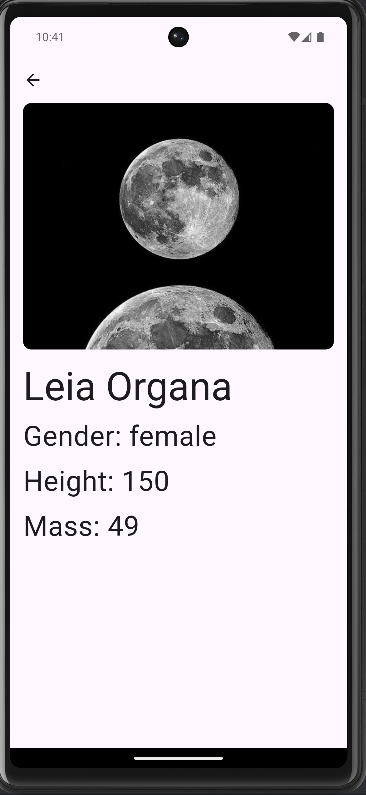 10:41
Leia Organa
Gender: female
Height: 150
Mass: 49